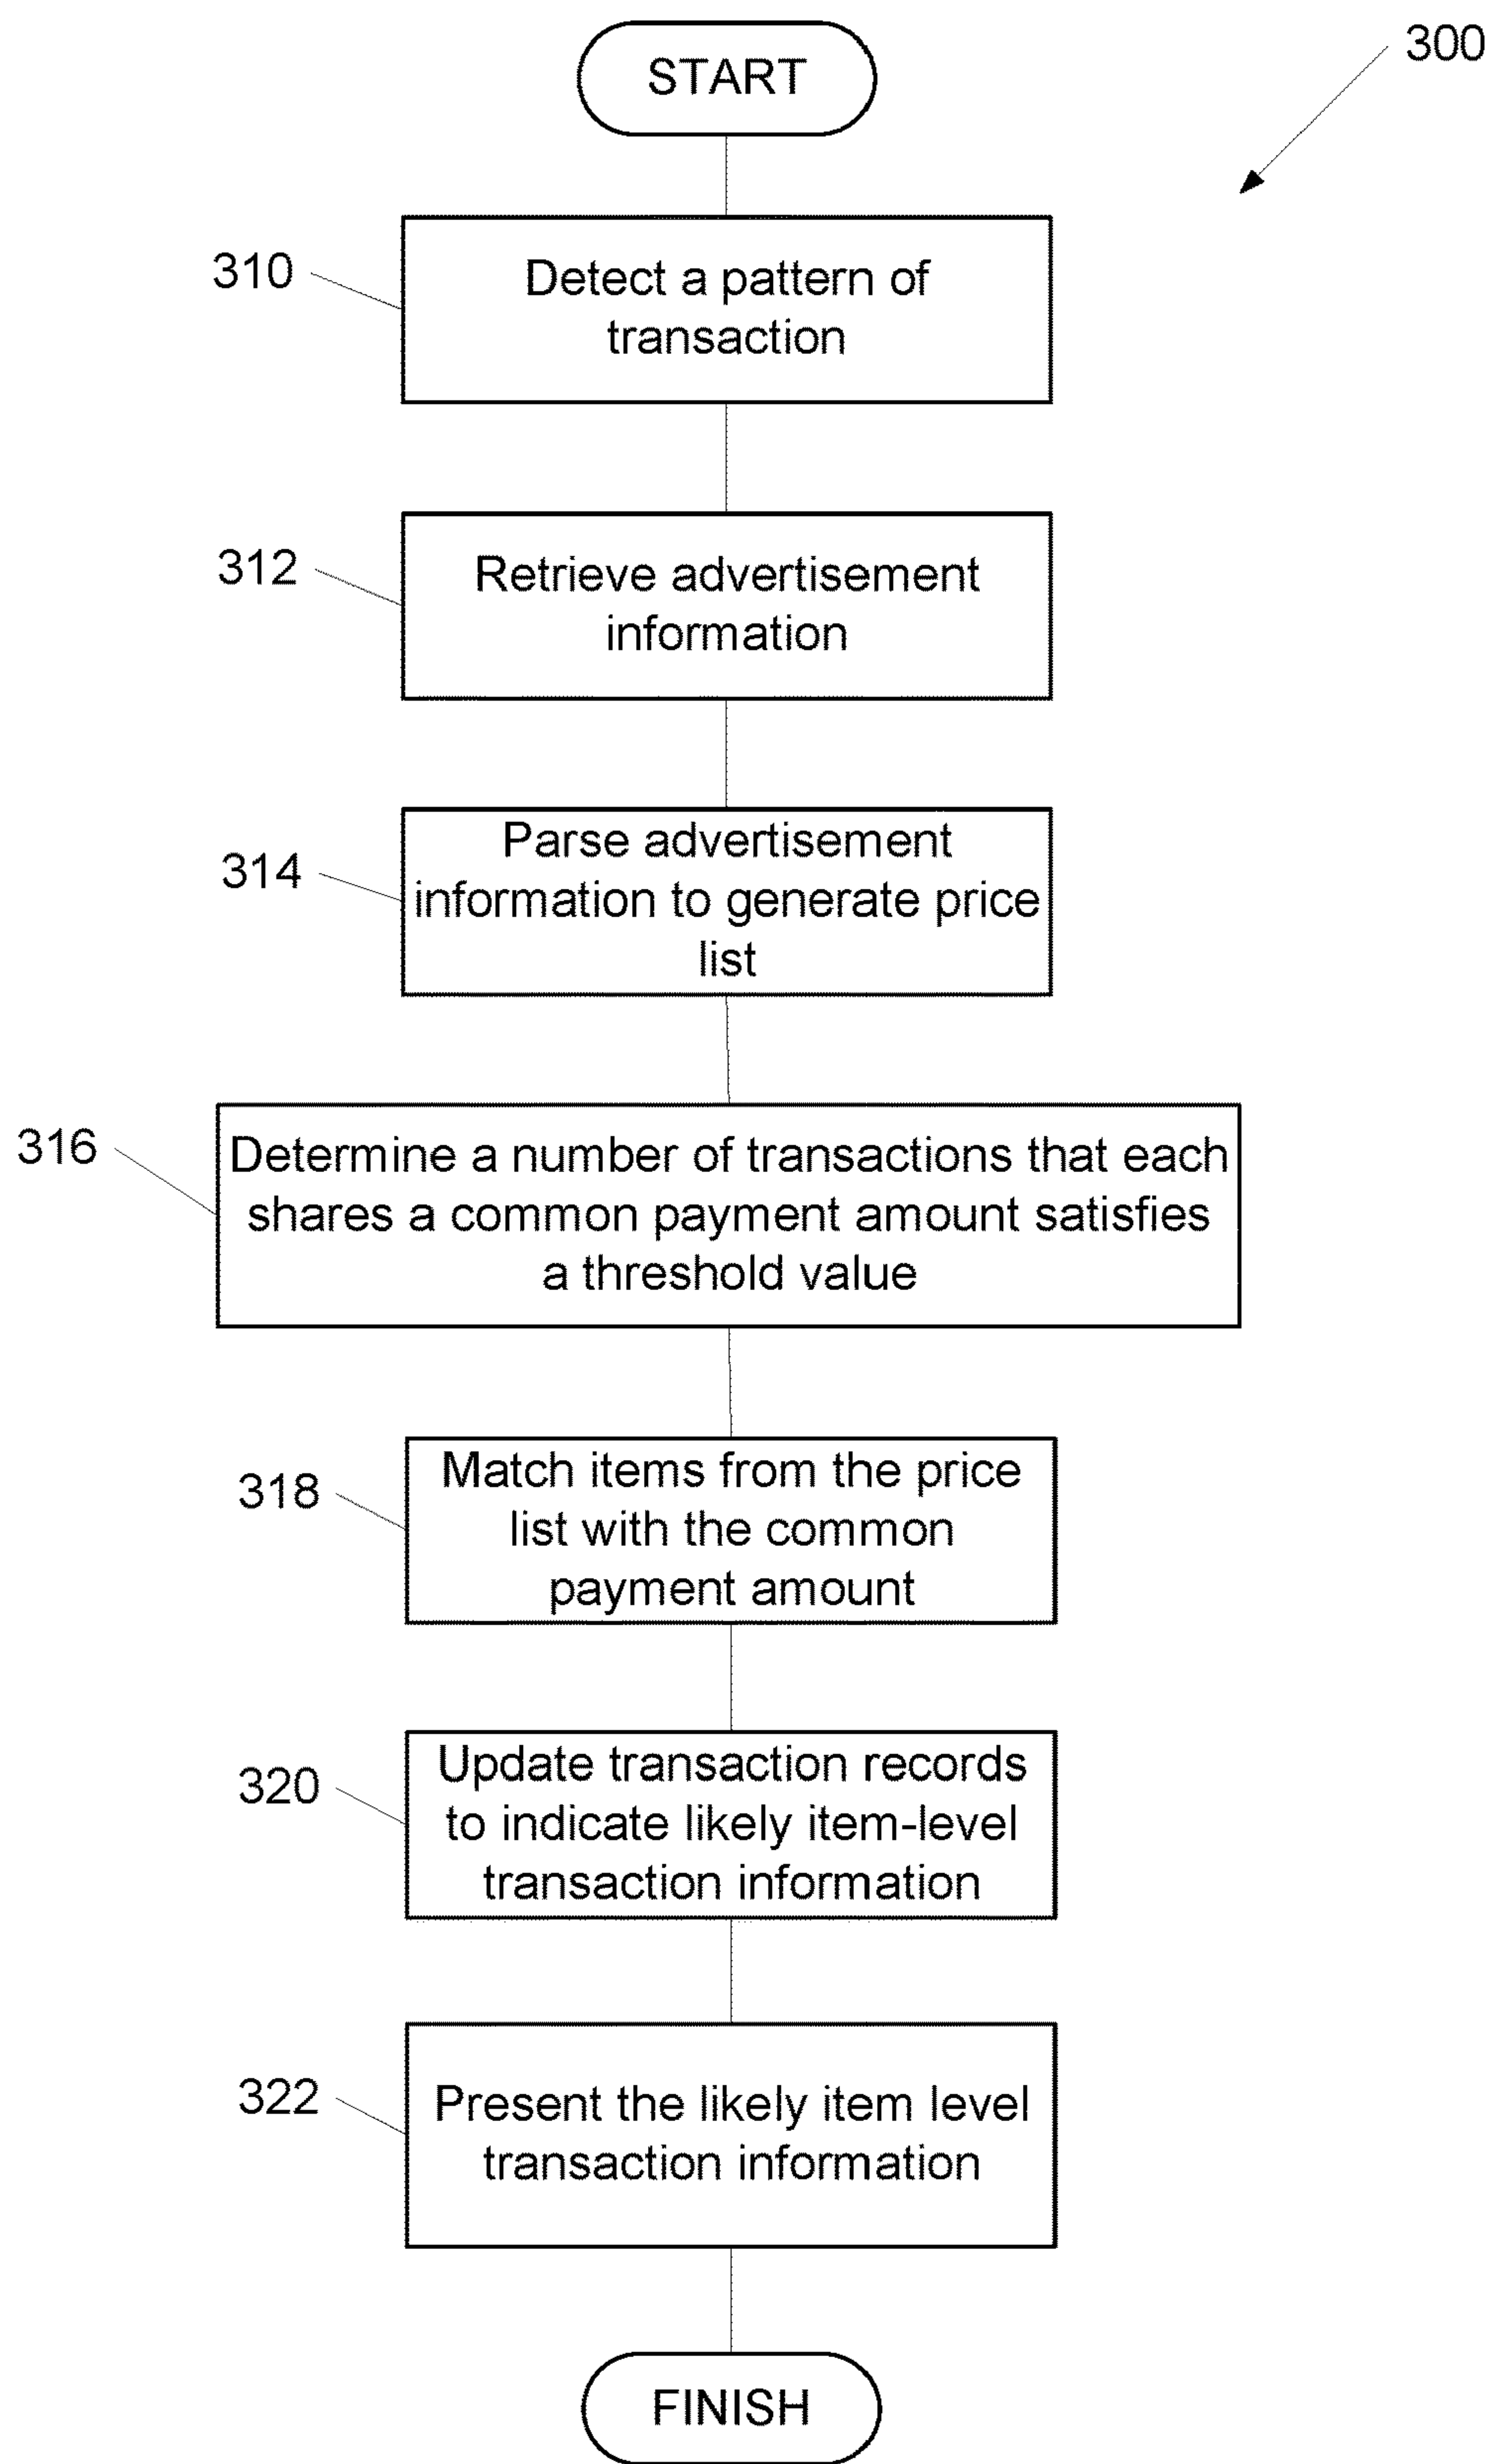 START
300
310
Detect a pattern of
transaction
312
Retrieve advertisement
information
314
Parse advertisement
information to generate price
list
316
Determine a number of transactions that each
shares a common payment amount satisfies
a threshold value
318
Match items from the price
list with the common
payment amount
320
Update transaction records
to indicate likely item-level
transaction information
322
Present the likely item level
transaction information
FINISH